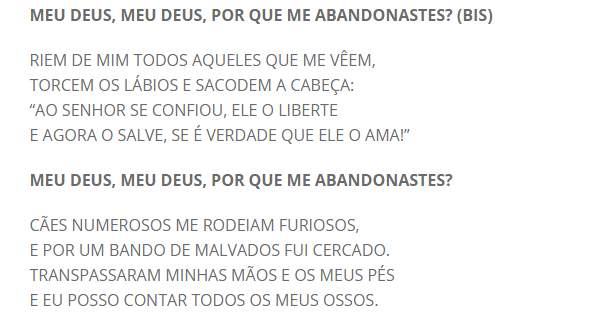 MEU DEUS, MEU DEUS, POR QUE ME ABANDONASTES? (BIS)
RIEM DE MIM TODOS AQUELES QUE ME VÊEM,
TORCEM OS LÁBIOS E SACODEM A CABEÇA:
“AO SENHOR SE CONFIOU, ELE O LIBERTE
E AGORA O SALVE, SE É VERDADE QUE ELE O AMA!”
MEU DEUS, MEU DEUS, POR QUE ME ABANDONASTES?
CÃES NUMEROSOS ME RODEIAM FURIOSOS,
E POR UM BANDO DE MALVADOS FUI CERCADO.
TRANSPASSARAM MINHAS MÃOS E OS MEUS PÉS
E EU POSSO CONTAR TODOS OS MEUS OSSOS.